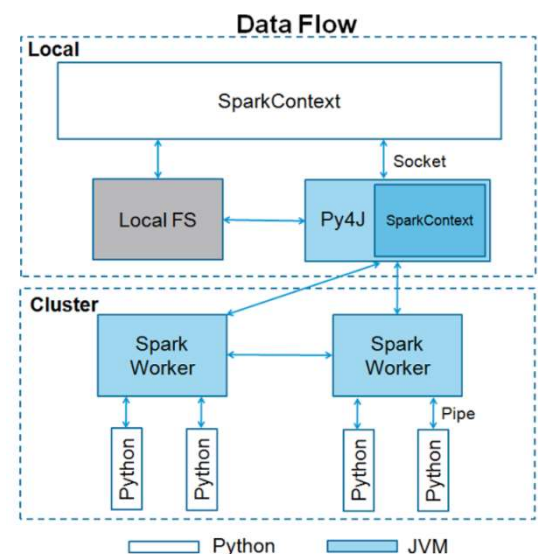 Data Flow
Local
SparkContext
Socket
Local FS
Py4J
SparkContext
Cluster
Spark
Worker
Spark
Worker
Pipe
Python
Python
Python
Python
Python
JVM